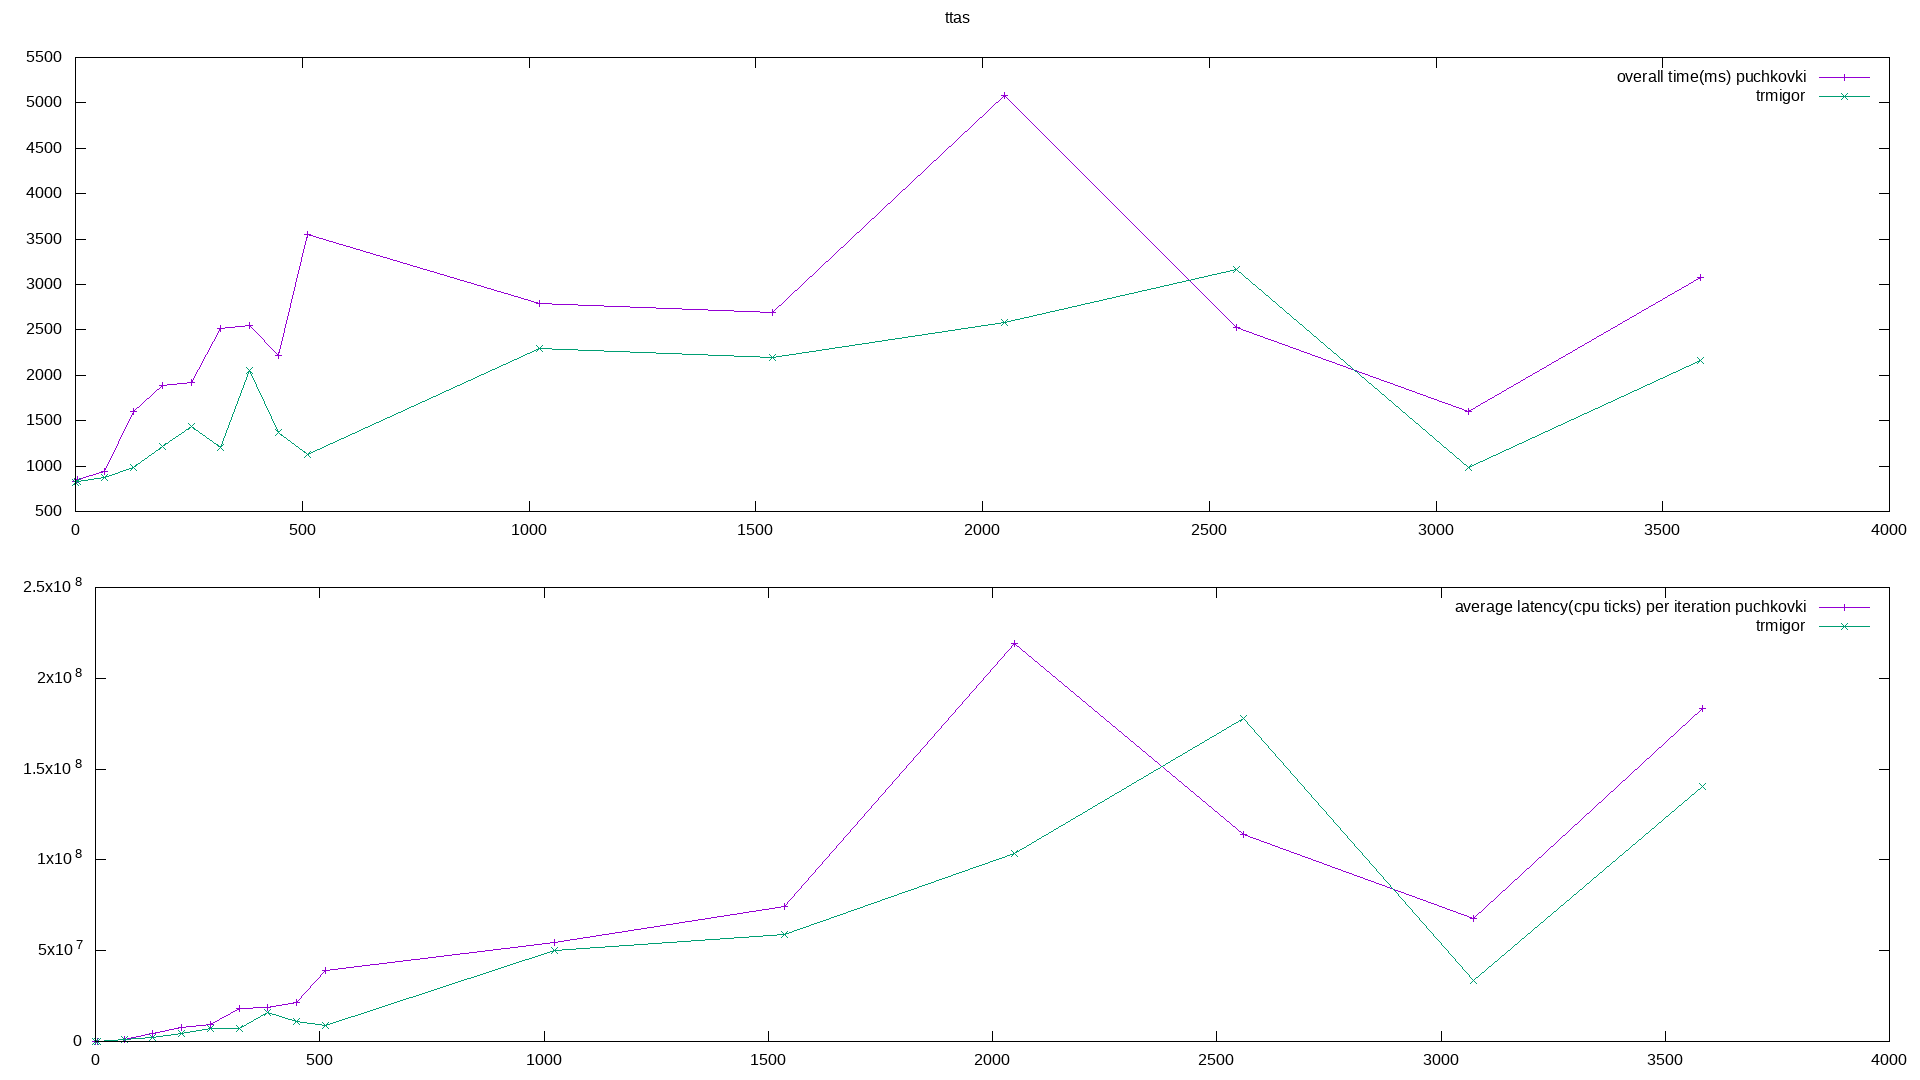 ttas
5500
5000
4500
4000
3500
3000
2500
2000
1500
1000
500
0 500 1000 1500 2000 2500 3000 3500 4000
overall time(ms) puchkovki
trmigor
2.5x10^8
2x10^8
1.5x10^8
1x10^8
5x10^7
0
0 500 1000 1500 2000 2500 3000 3500 4000
average latency(cpu ticks) per iteration puchkovki
trmigor